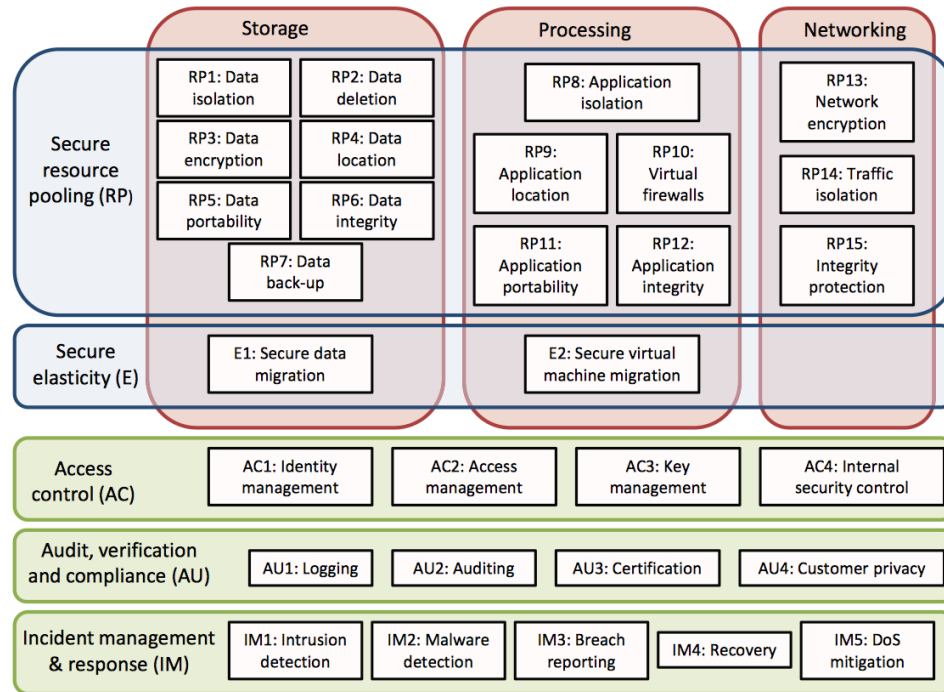 Storage
Processing
Networking
Secure
resource
pooling (RP)
RP1: Data
isolation
RP2: Data
deletion
RP3: Data
encryption
RP4: Data
location
RP5: Data
portability
RP6: Data
integrity
RP7: Data
back-up
RP8: Application
isolation
RP9:
Application
location
RP10:
Virtual
firewalls
RP11:
Application
portability
RP12:
Application
integrity
RP13:
Network
encryption
RP14: Traffic
isolation
RP15:
Integrity
protection
Secure
elasticity (E)
E1: Secure data
migration
E2: Secure virtual
machine migration
Access
control (AC)
AC1: Identity
management
AC2: Access
management
AC3: Key
management
AC4: Internal
security control
Audit, verification
and compliance (AU)
AU1: Logging
AU2: Auditing
AU3: Certification
AU4: Customer privacy
Incident management
& response (IM)
IM1: Intrusion
detection
IM2: Malware
detection
IM3: Breach
reporting
IM4: Recovery
IM5: DoS
mitigation